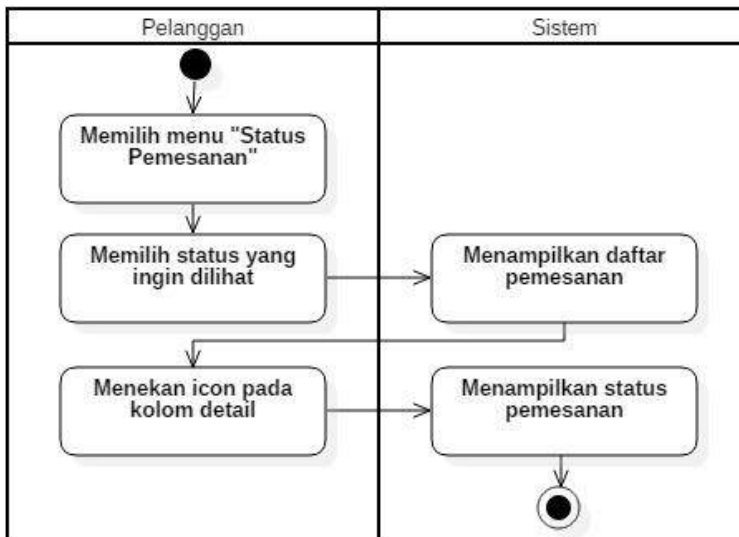 Pelanggan
Sistem
Memilih menu "Status
Pemesanan"
Memilih status yang
ingin dilihat
Menampilkan daftar
pemesanan
Menekan icon pada
kolom detail
Menampilkan status
pemesanan